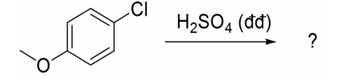 Cl
H₂SO₄ (đđ)
?
O